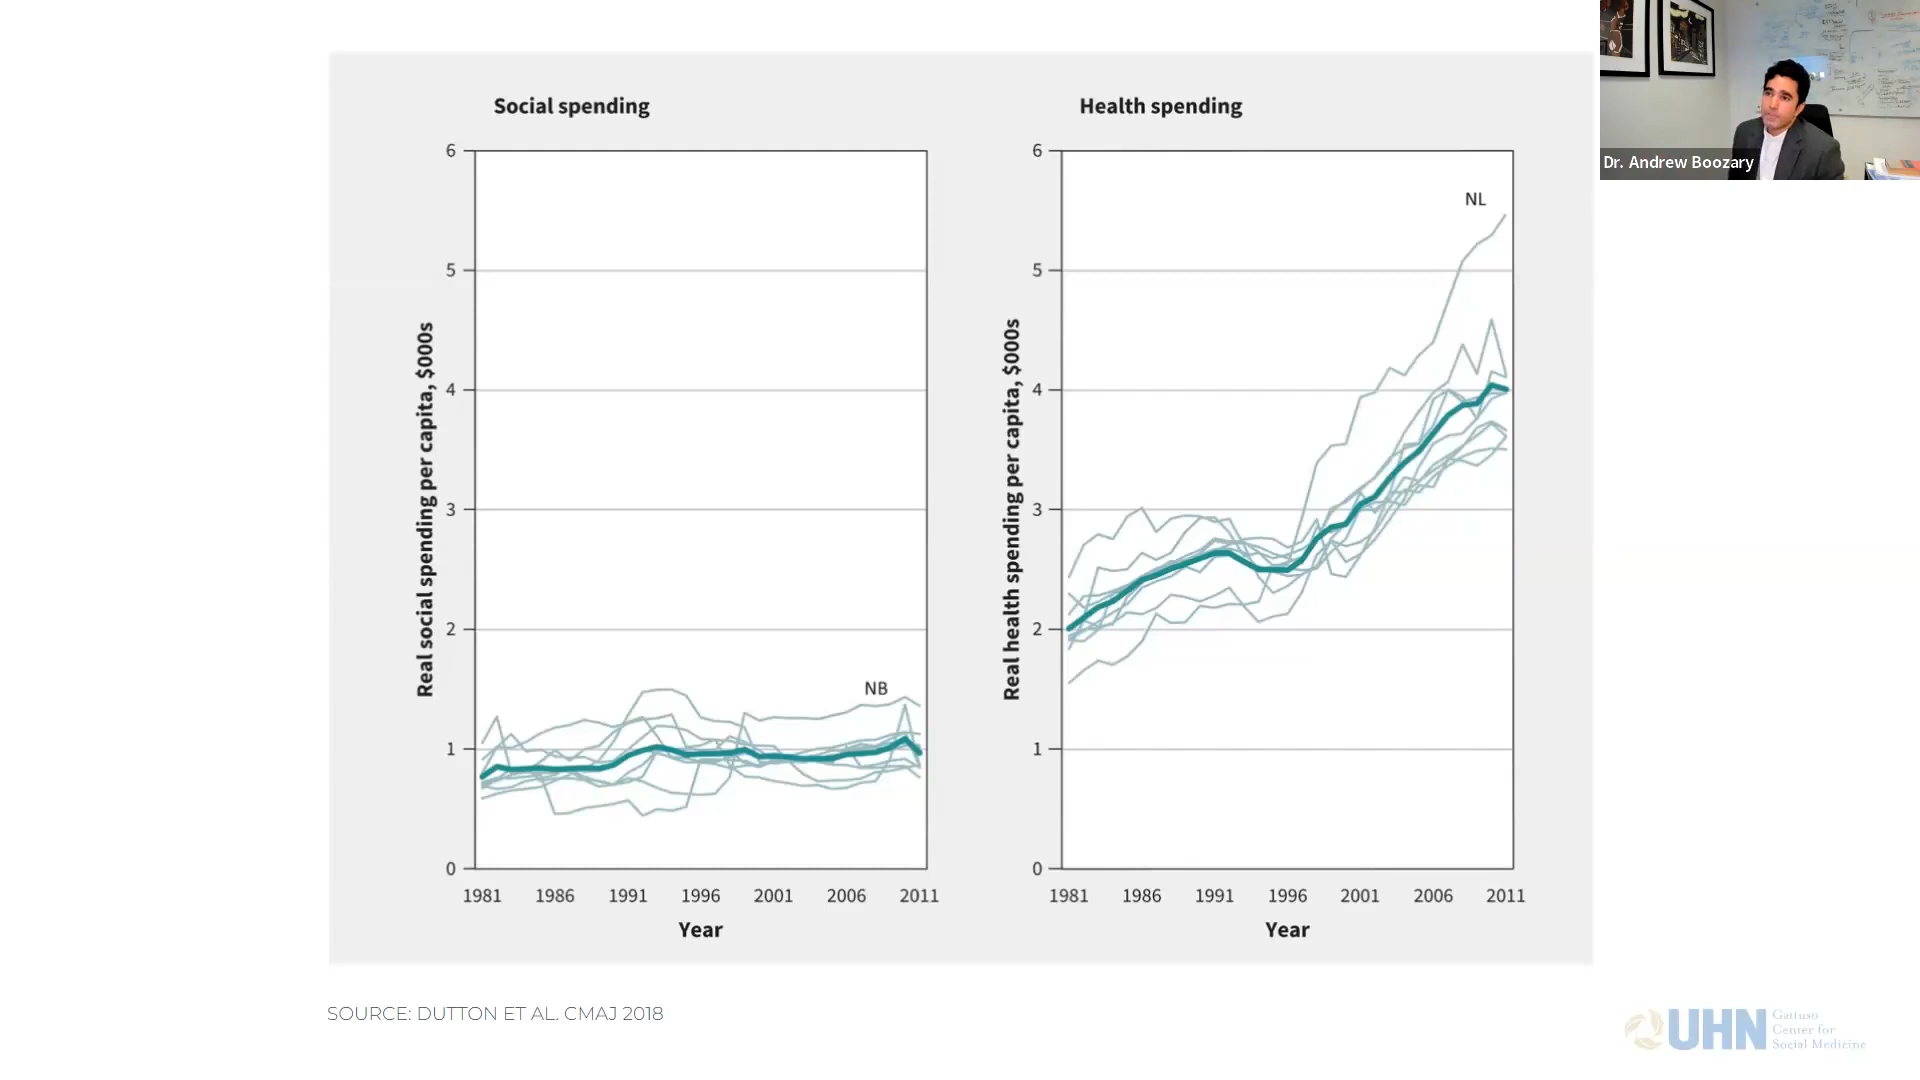 Social spending
Health spending
6
5
4
3
2
1
0
Real social spending per capita, $000s
NB
1981 1986 1991 1996 2001 2006 2011
Year
6
5
4
3
2
1
0
Real health spending per capita, $000s
NL
1981 1986 1991 1996 2001 2006 2011
Year
Dr. Andrew Boozary
SOURCE: DUTTON ET AL. CMAJ 2018
UHN
Gattuso
Center for
Social Medicine